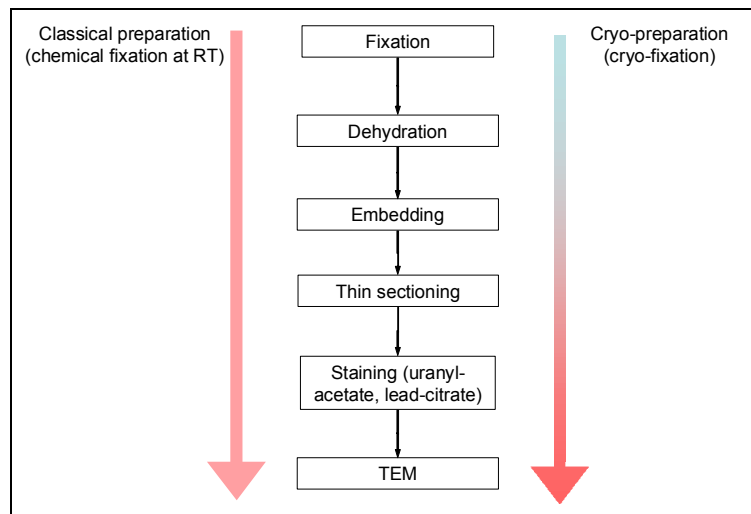 Classical preparation
(chemical fixation at RT)
Fixation
Cryo-preparation
(cryo-fixation)
Dehydration
Embedding
Thin sectioning
Staining (uranyl-
acetate, lead-citrate)
TEM